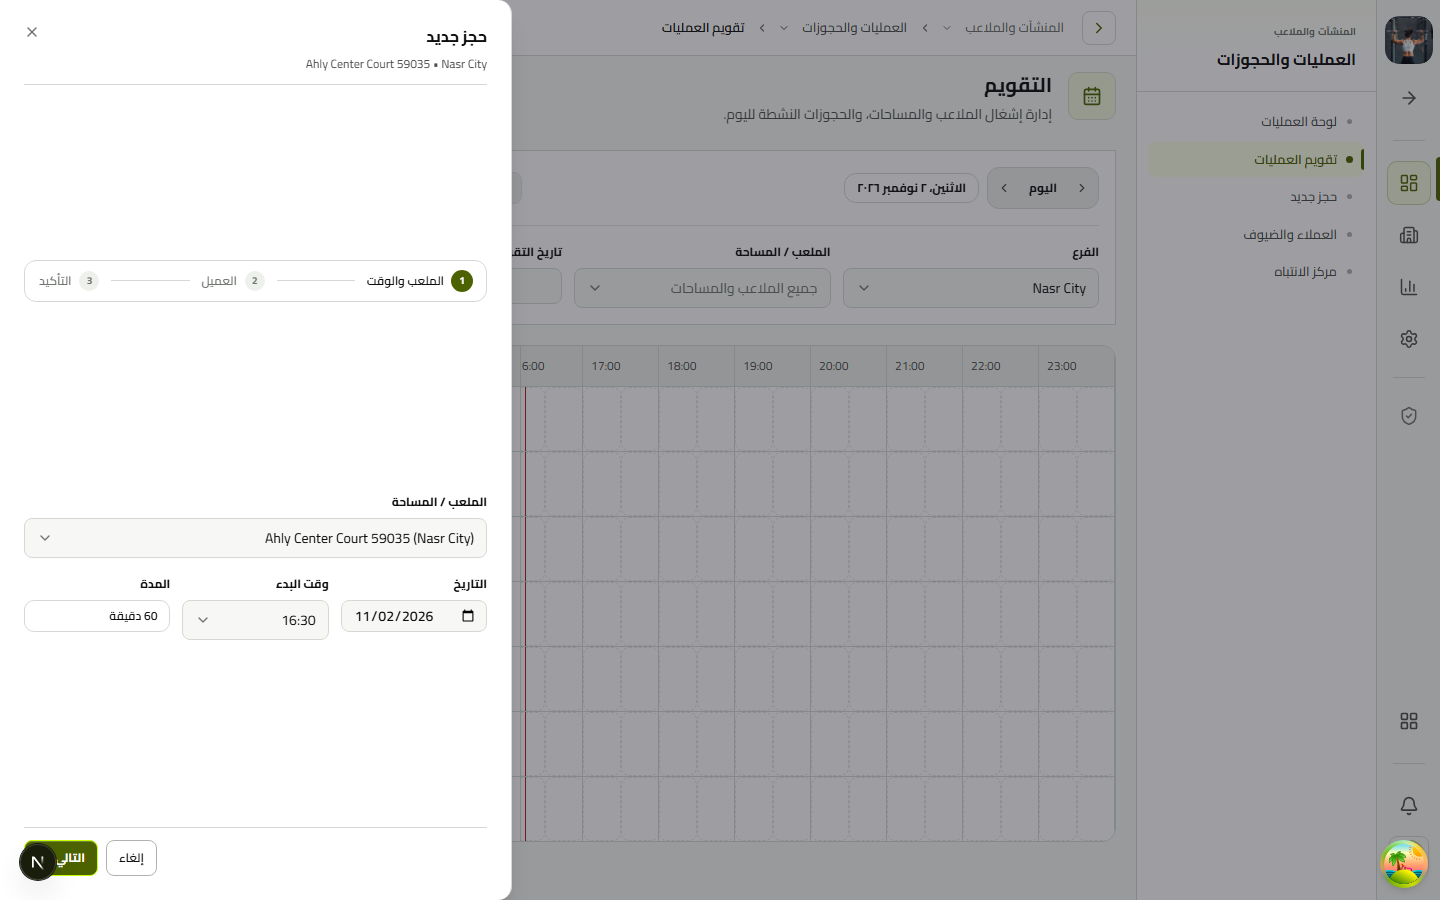 المنشآت والملاعب
العمليات والحجوزات
لوحة العمليات
تقويم العمليات
حجز جديد
العملاء والضيوف
مركز الانتباه
المنشآت والملاعب
العمليات والحجوزات
تقويم العمليات
التقويم
إدارة إشغال الملاعب والمساحات، والحجوزات النشطة لليوم.
اليوم
الاثنين، ٢ نوفمبر ٢٠٢٦
الفرع
الملعب / المساحة
تاريخ
Nasr City
جميع الملاعب والمساحات
6:00 17:00 18:00 19:00 20:00 21:00 22:00 23:00
حجز جديد
Ahly Center Court 59035 • Nasr City
1 الملعب والوقت
2 العميل
3 التأكيد
الملعب / المساحة
Ahly Center Court 59035 (Nasr City)
التاريخ
وقت البدء
المدة
11/02/2026
16:30
60 دقيقة
إلغاء
التالي
N